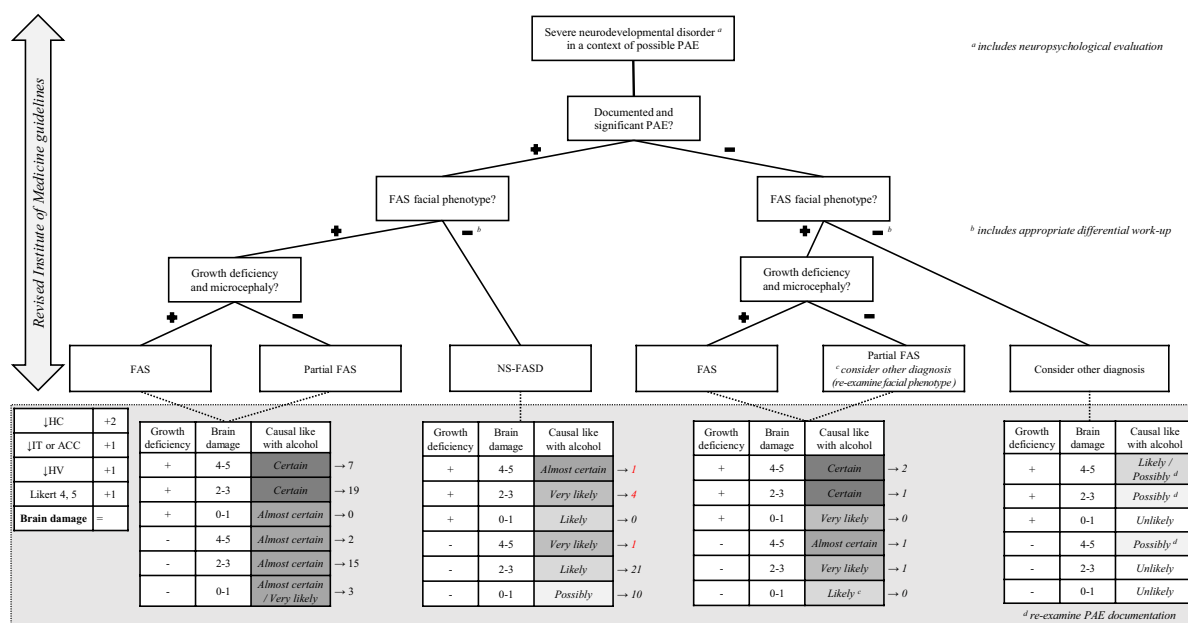 Revised Institute of Medicine guidelines
Severe neurodevelopmental disorder a
in a context of possible PAE
a includes neuropsychological evaluation
Documented and
significant PAE?
+
-
FAS facial phenotype?
FAS facial phenotype?
+
- b
+
- b
b includes appropriate differential work-up
Growth deficiency
and microcephaly?
Growth deficiency
and microcephaly?
+
-
+
-
FAS
Partial FAS
NS-FASD
FAS
Partial FAS
c consider other diagnosis
(re-examine facial phenotype)
Consider other diagnosis
↓HC +2
↓IT or ACC +1
↓HV +1
Likert 4, 5 +1
Brain damage =
Growth deficiency Brain damage Causal like with alcohol
+ 4-5 Certain → 7
+ 2-3 Certain → 19
+ 0-1 Almost certain → 0
- 4-5 Almost certain → 2
- 2-3 Almost certain → 15
- 0-1 Almost certain / Very likely → 3
Growth deficiency Brain damage Causal like with alcohol
+ 4-5 Almost certain → 1
+ 2-3 Very likely → 4
+ 0-1 Likely → 0
- 4-5 Very likely → 1
- 2-3 Likely → 21
- 0-1 Possibly → 10
Growth deficiency Brain damage Causal like with alcohol
+ 4-5 Certain → 2
+ 2-3 Certain → 1
+ 0-1 Very likely → 0
- 4-5 Almost certain → 1
- 2-3 Very likely → 1
- 0-1 Likely c → 0
Growth deficiency Brain damage Causal like with alcohol
+ 4-5 Likely / Possibly d
+ 2-3 Possibly d
+ 0-1 Unlikely
- 4-5 Possibly d
- 2-3 Unlikely
- 0-1 Unlikely
d re-examine PAE documentation